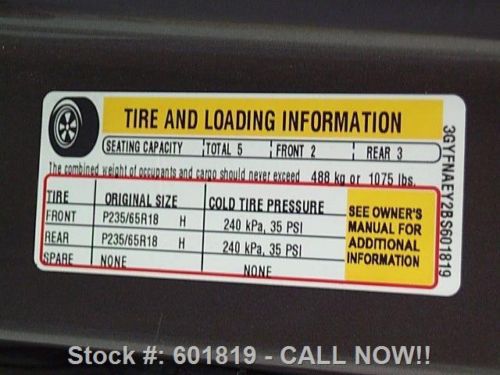 TIRE AND LOADING INFORMATION
SEATING CAPACITY TOTAL 5 FRONT 2 REAR 3
The combined weight of occupants and cargo should never exceed 488 kg or 1075 lbs.
TIRE ORIGINAL SIZE COLD TIRE PRESSURE
FRONT P235/65R18 H 240 kPa, 35 PSI
REAR P235/65R18 H 240 kPa, 35 PSI
SPARE NONE NONE
SEE OWNER'S
MANUAL FOR
ADDITIONAL
INFORMATION
3GYFNAEY2BS601819
Stock #: 601819 - CALL NOW!!